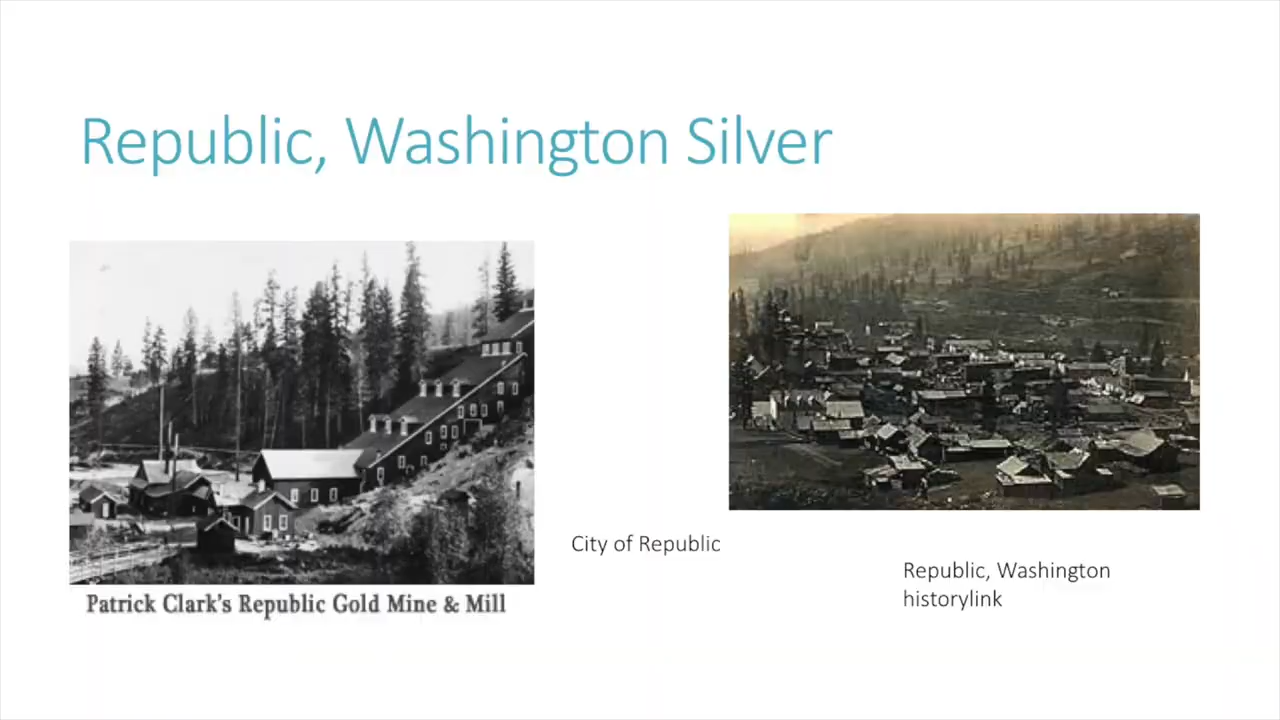 Republic, Washington Silver
Patrick Clark's Republic Gold Mine & Mill
City of Republic
Republic, Washington
historylink